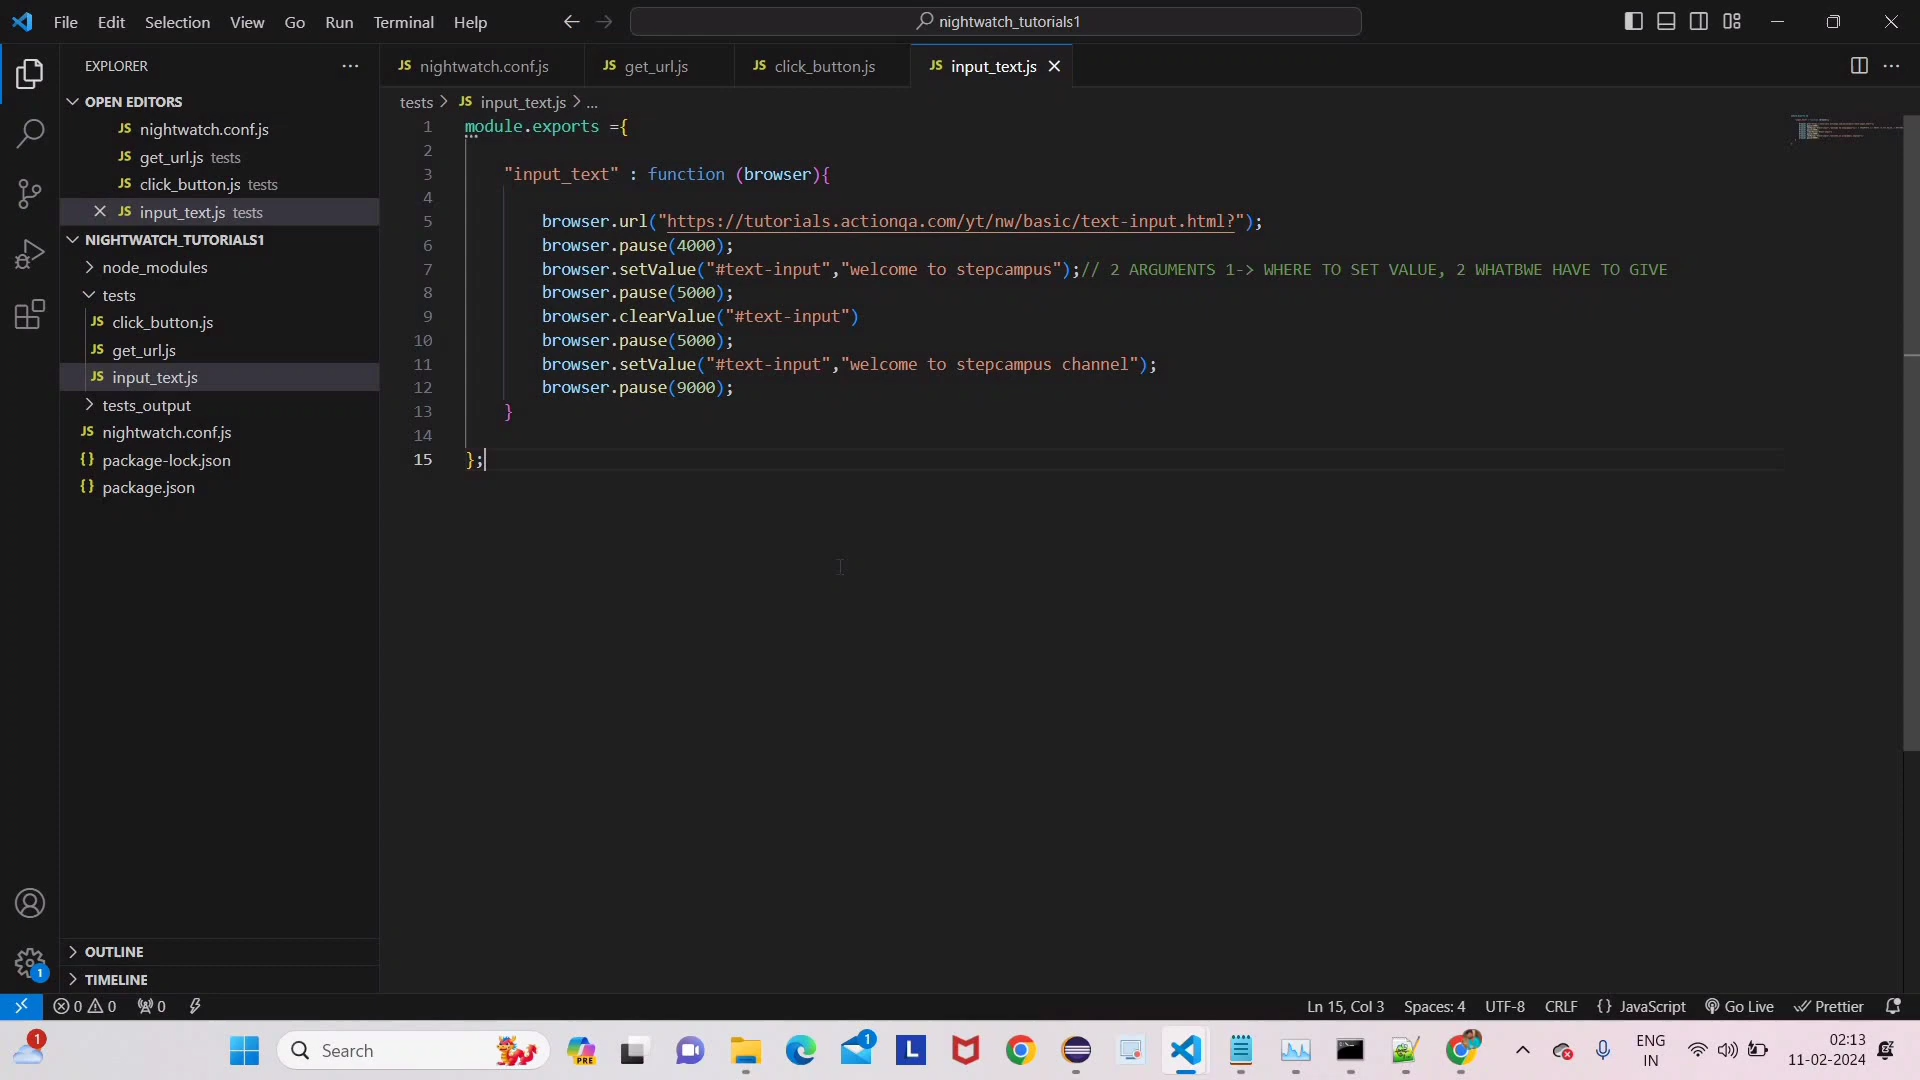 File Edit Selection View Go Run Terminal Help
nightwatch_tutorials1
EXPLORER
nightwatch.conf.js
get_url.js
click_button.js
input_text.js
OPEN EDITORS
nightwatch.conf.js
get_url.js tests
click_button.js tests
input_text.js tests
NIGHTWATCH_TUTORIALS1
node_modules
tests
click_button.js
get_url.js
input_text.js
tests_output
nightwatch.conf.js
package-lock.json
package.json
OUTLINE
TIMELINE
tests > JS input_text.js > ...
1 module.exports ={
2
3 "input_text" : function (browser){
4
5 browser.url("https://tutorials.actionqa.com/yt/nw/basic/text-input.html?");
6 browser.pause(4000);
7 browser.setValue("#text-input","welcome to stepcampus");// 2 ARGUMENTS 1-> WHERE TO SET VALUE, 2 WHATBWE HAVE TO GIVE
8 browser.pause(5000);
9 browser.clearValue("#text-input")
10 browser.pause(5000);
11 browser.setValue("#text-input","welcome to stepcampus channel");
12 browser.pause(9000);
13 }
14
15 };
0 0 0
Ln 15, Col 3 Spaces: 4 UTF-8 CRLF {} JavaScript Go Live Prettier
1
Search
PRE
1
L
ENG
IN
02:13
11-02-2024